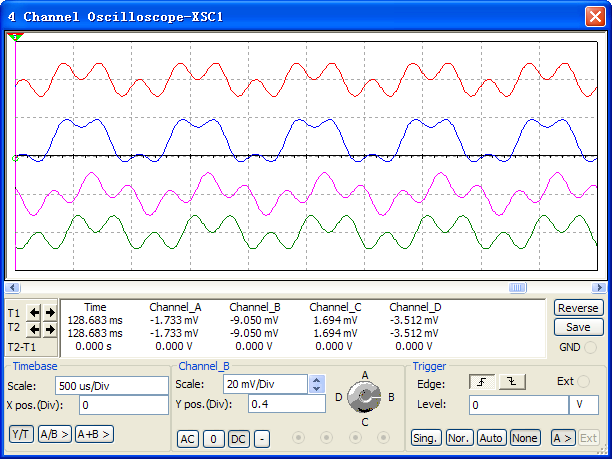 4 Channel Oscilloscope-XSC1
Time Channel_A Channel_B Channel_C Channel_D
T1 128.683 ms -1.733 mV -9.050 mV 1.694 mV -3.512 mV
T2 128.683 ms -1.733 mV -9.050 mV 1.694 mV -3.512 mV
T2-T1 0.000 s 0.000 V 0.000 V 0.000 V 0.000 V
Reverse
Save
GND
Timebase
Scale: 500 us/Div
X pos.(Div): 0
Y/T A/B > A+B >
Channel_B
Scale: 20 mV/Div
Y pos.(Div): 0.4
AC 0 DC -
A
D B
C
Trigger
Edge: Ext
Level: 0 V
Sing. Nor. Auto None A > Ext